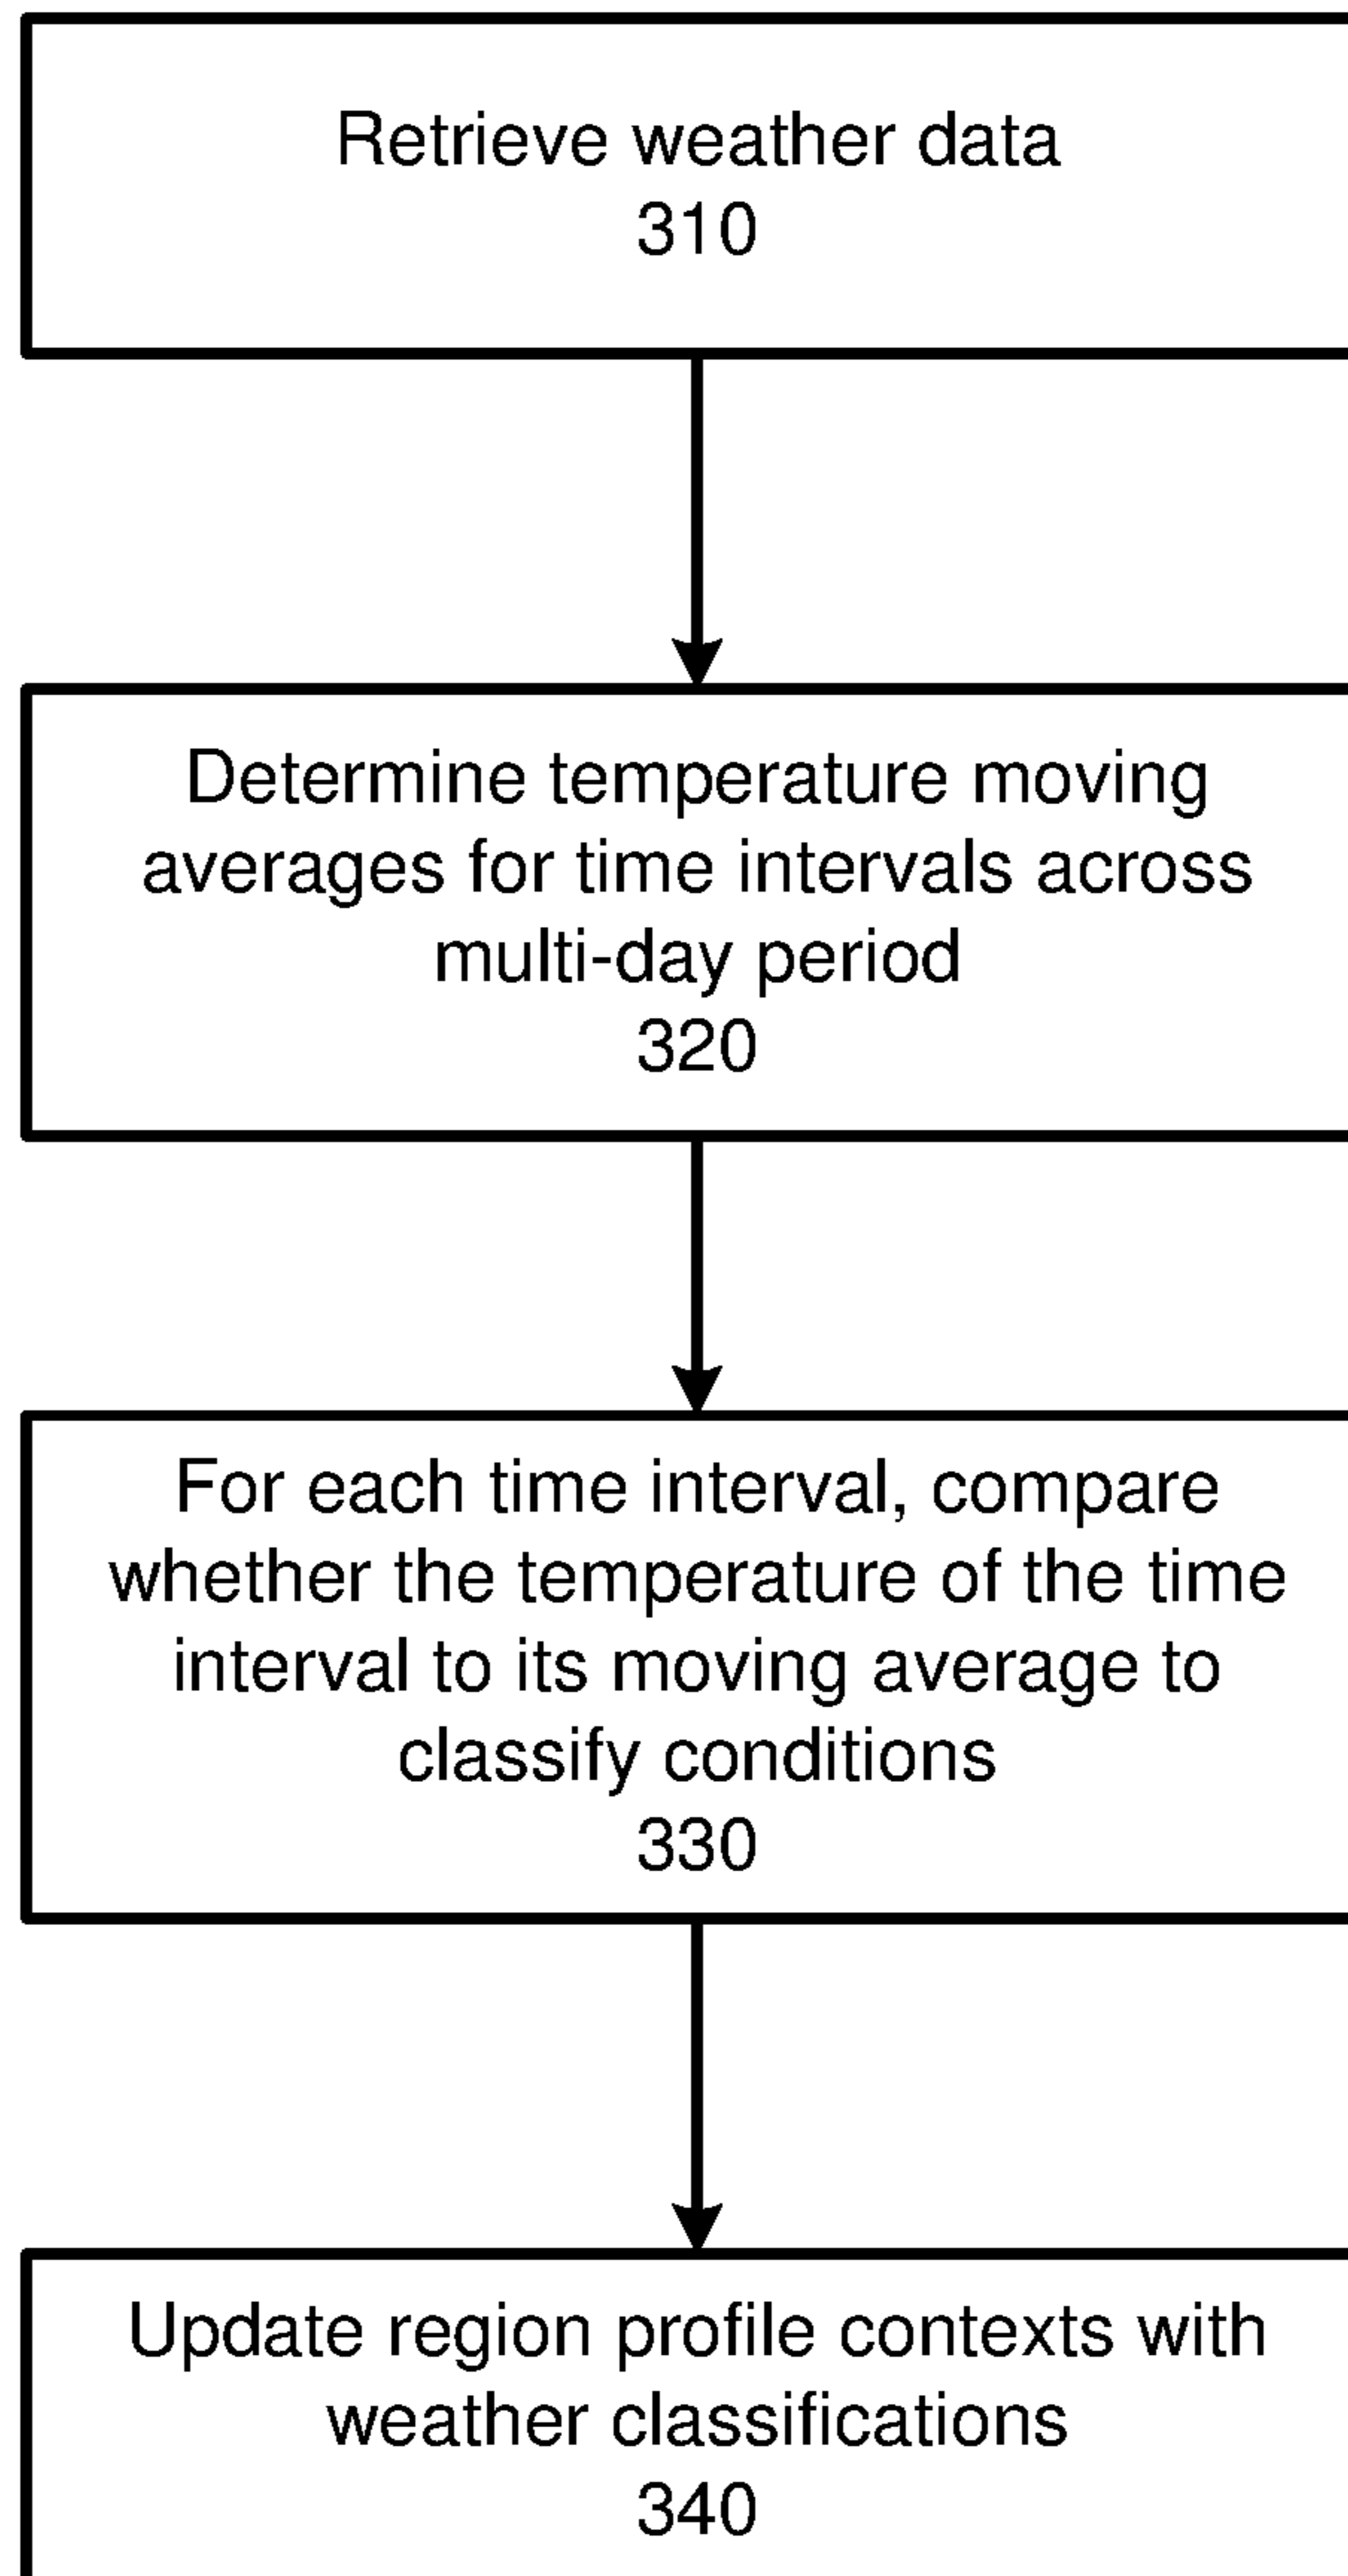 Retrieve weather data
310
Determine temperature moving
averages for time intervals across
multi-day period
320
For each time interval, compare
whether the temperature of the time
interval to its moving average to
classify conditions
330
Update region profile contexts with
weather classifications
340